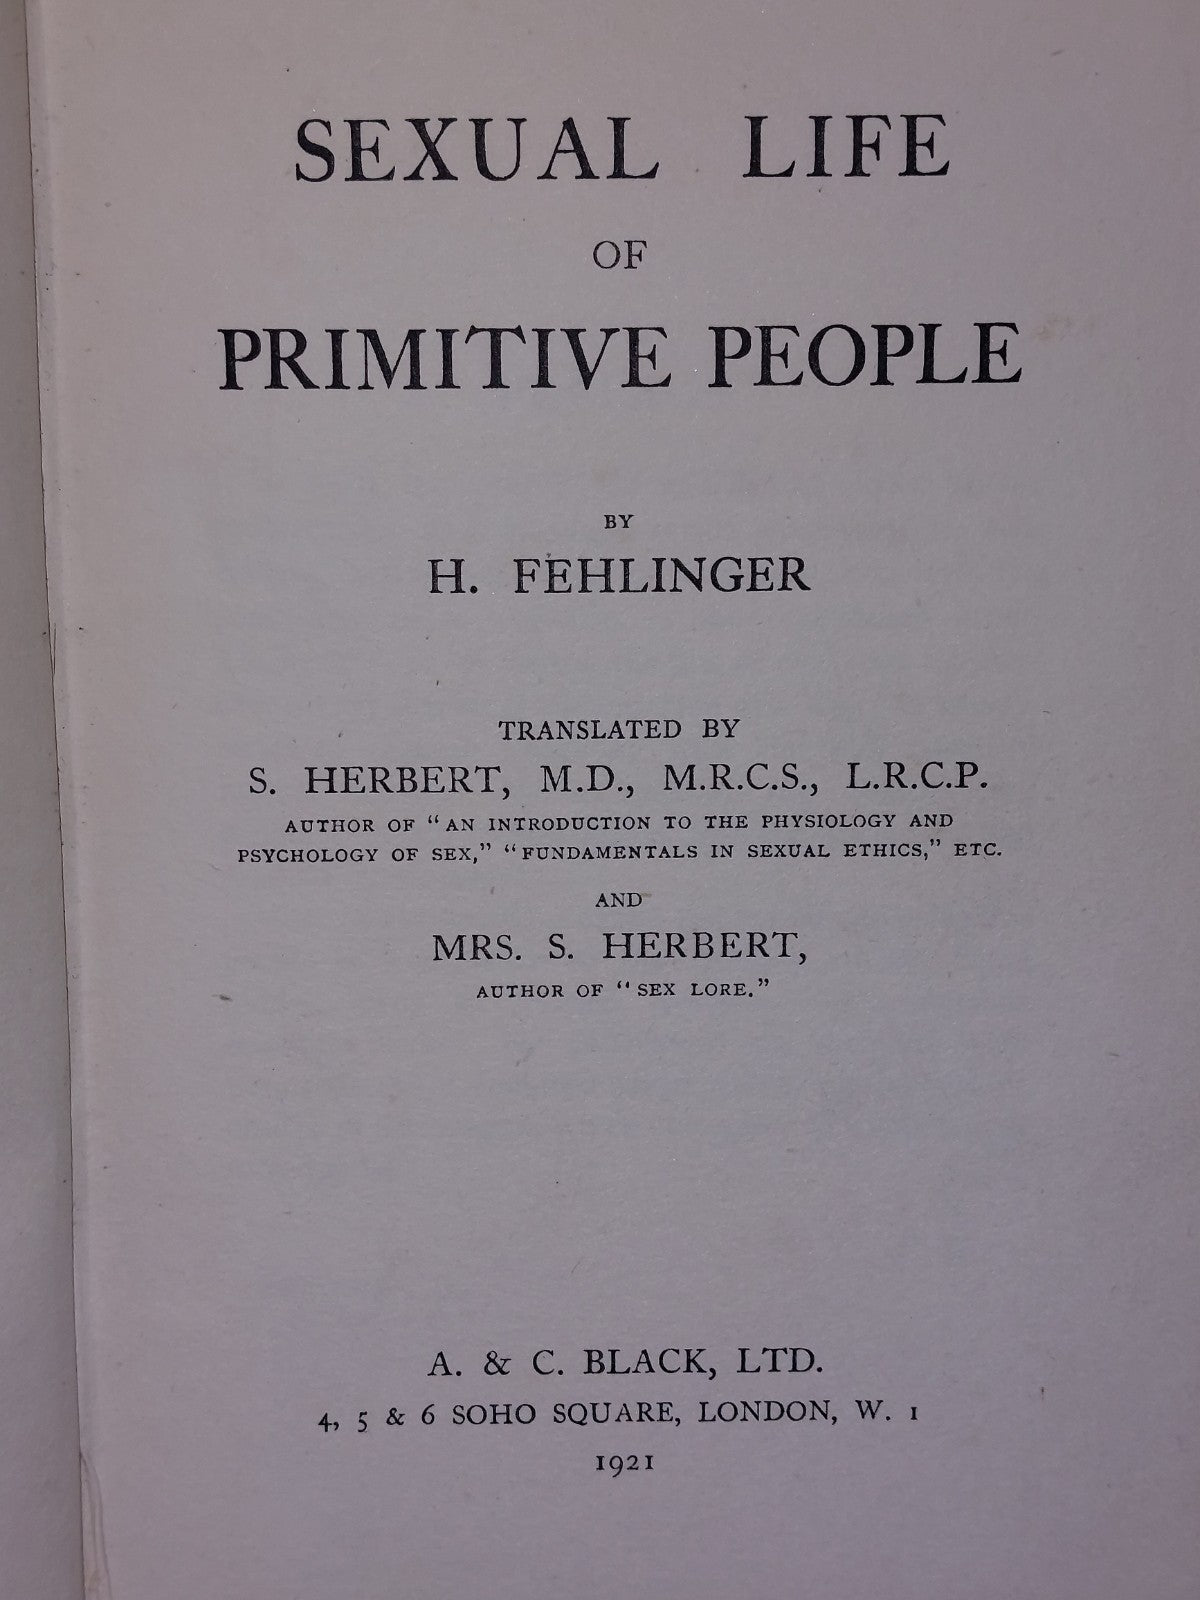 SEXUAL LIFE
OF
PRIMITIVE PEOPLE
BY
H. FEHLINGER
TRANSLATED BY
S. HERBERT, M.D., M.R.C.S., L.R.C.P.
AUTHOR OF “AN INTRODUCTION TO THE PHYSIOLOGY AND
PSYCHOLOGY OF SEX,” “FUNDAMENTALS IN SEXUAL ETHICS,” ETC.
AND
MRS. S. HERBERT,
AUTHOR OF “SEX LORE.”
A. & C. BLACK, LTD.
4, 5 & 6 SOHO SQUARE, LONDON, W. 1
1921